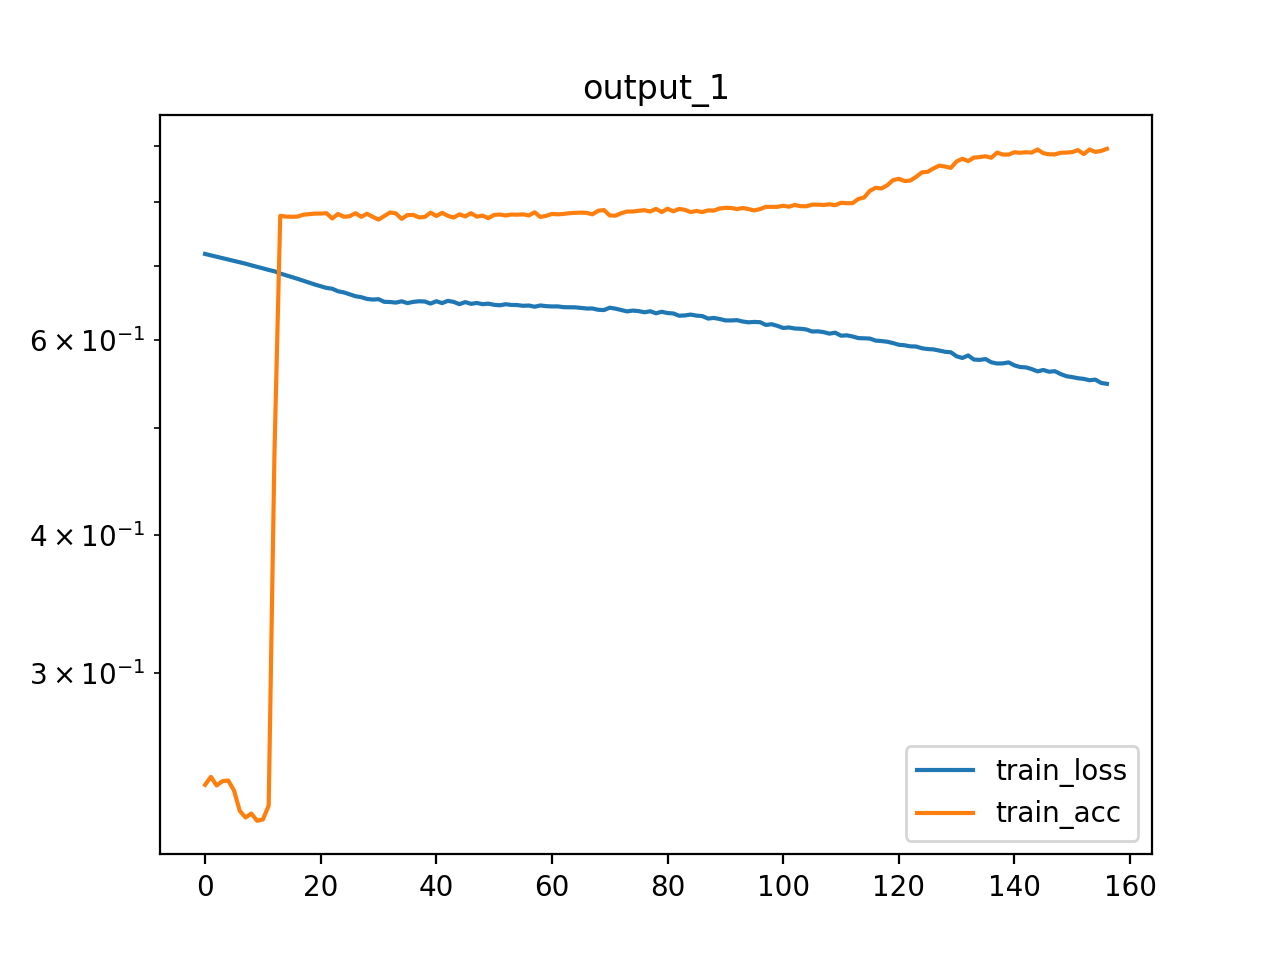 output_1
6 × 10⁻¹
4 × 10⁻¹
3 × 10⁻¹
train_loss
train_acc
0 20 40 60 80 100 120 140 160